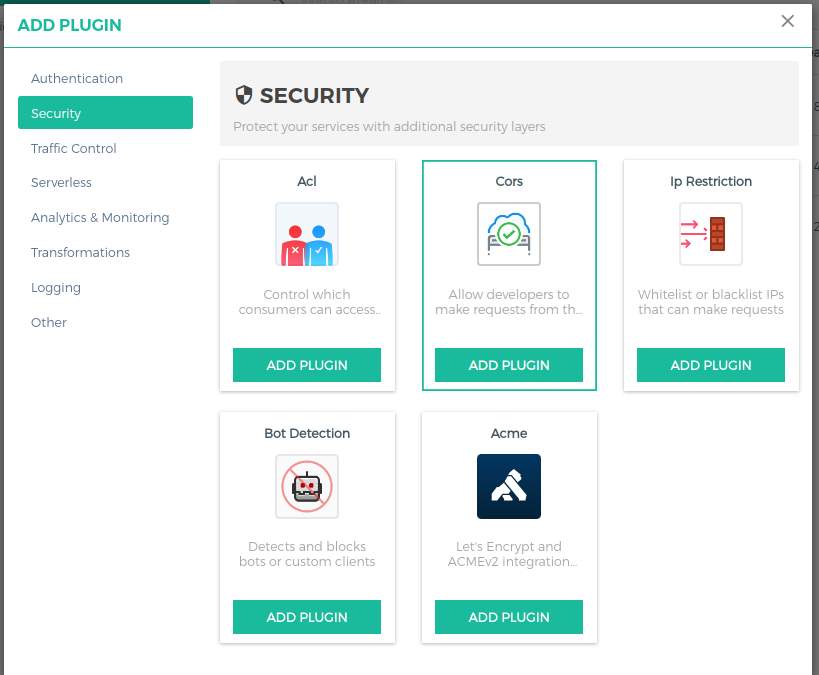 ADD PLUGIN
Authentication
Security
Traffic Control
Serverless
Analytics & Monitoring
Transformations
Logging
Other
SECURITY
Protect your services with additional security layers
Acl
Control which
consumers can access...
ADD PLUGIN
Cors
Allow developers to
make requests from th...
ADD PLUGIN
Ip Restriction
Whitelist or blacklist IPs
that can make requests
ADD PLUGIN
Bot Detection
Detects and blocks
bots or custom clients
ADD PLUGIN
Acme
Let's Encrypt and
ACMEv2 integration...
ADD PLUGIN